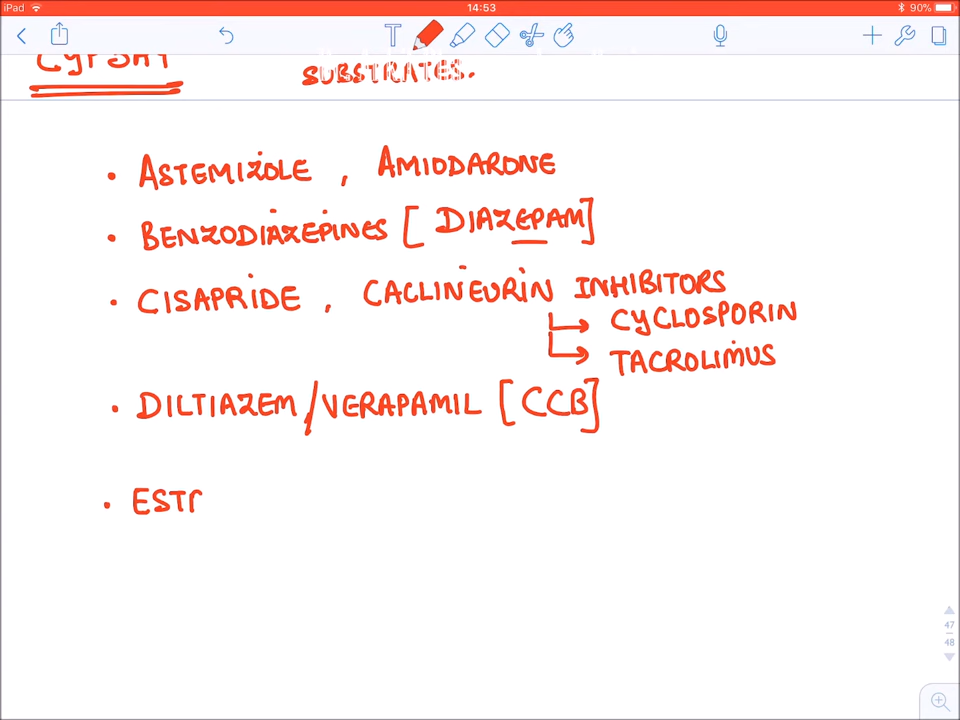 iPad 14:53 90%
T
SUBSTRATES.
• ASTEMIZOLE , AMIODARONE
• BENZODIAZEPINES [ DIAZEPAM ]
• CISAPRIDE , CACLINEURIN INHIBITORS
→ CYCLOSPORIN
→ TACROLIMUS
• DILTIAZEM / VERAPAMIL [ CCB ]
• ESTR
47
48